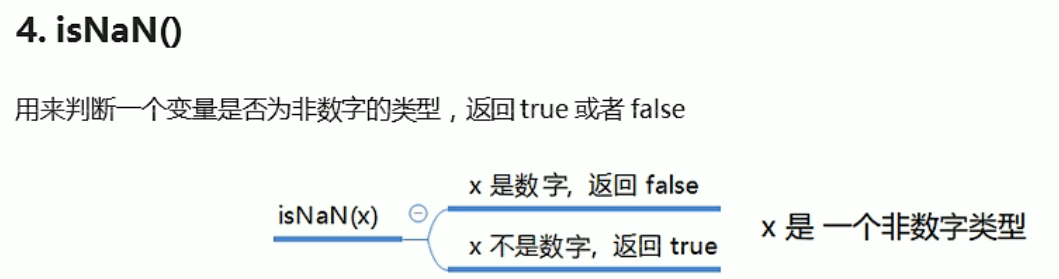 4. isNaN()
用来判断一个变量是否为非数字的类型，返回 true 或者 false
x 是数字，返回 false
isNaN(x)
x 不是数字，返回 true
x 是 一个非数字类型